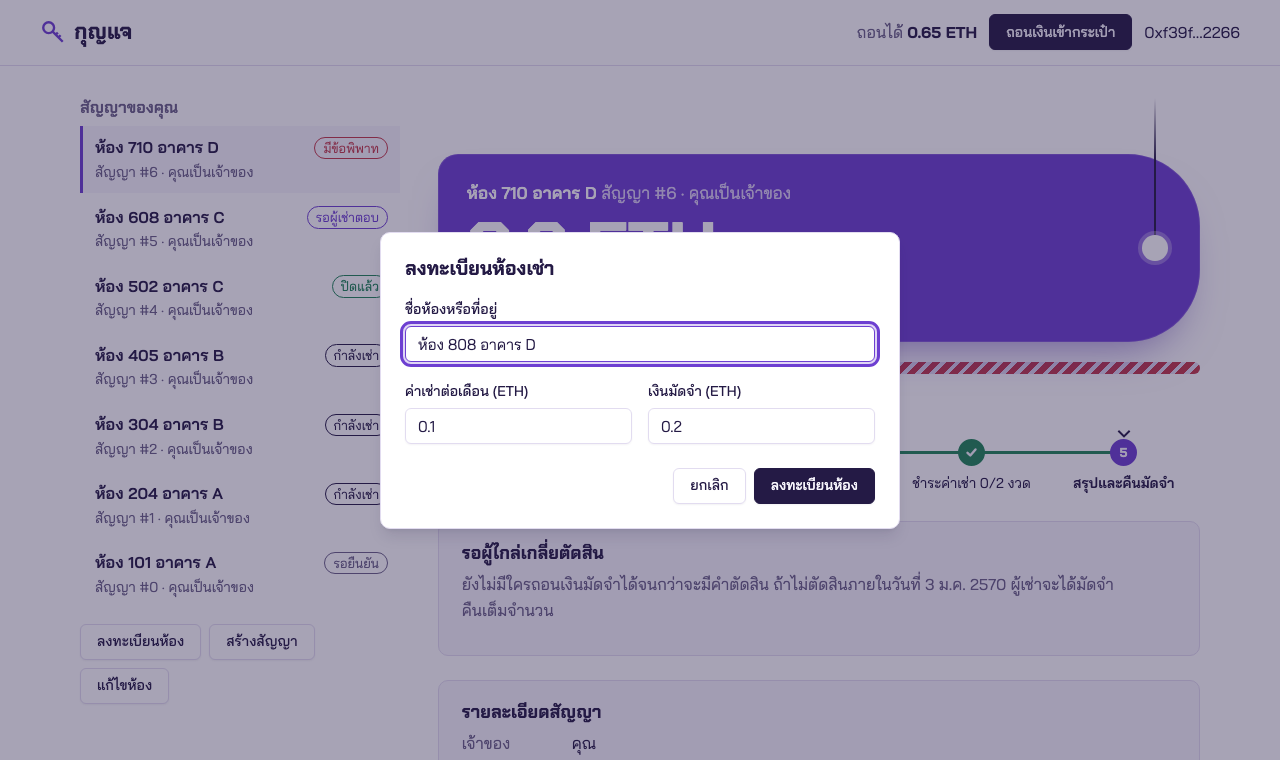 กุญแจ
ถอนได้ 0.65 ETH
ถอนเงินเข้ากระเป๋า
0xf39f…2266
สัญญาของคุณ
ห้อง 710 อาคาร D
มีข้อพิพาท
สัญญา #6 · คุณเป็นเจ้าของ
ห้อง 608 อาคาร C
รอผู้เช่าตอบ
สัญญา #5 · คุณเป็นเจ้าของ
ห้อง 502 อาคาร C
ปิดแล้ว
สัญญา #4 · คุณเป็นเจ้าของ
ห้อง 405 อาคาร B
กำลังเช่า
สัญญา #3 · คุณเป็นเจ้าของ
ห้อง 304 อาคาร B
กำลังเช่า
สัญญา #2 · คุณเป็นเจ้าของ
ห้อง 204 อาคาร A
กำลังเช่า
สัญญา #1 · คุณเป็นเจ้าของ
ห้อง 101 อาคาร A
รอยืนยัน
สัญญา #0 · คุณเป็นเจ้าของ
ลงทะเบียนห้อง
สร้างสัญญา
แก้ไขห้อง
ห้อง 710 อาคาร D สัญญา #6 · คุณเป็นเจ้าของ
ลงทะเบียนห้องเช่า
ชื่อห้องหรือที่อยู่
ห้อง 808 อาคาร D
ค่าเช่าต่อเดือน (ETH)
เงินมัดจำ (ETH)
0.1
0.2
ยกเลิก
ลงทะเบียนห้อง
5
ชำระค่าเช่า 0/2 งวด
สรุปและคืนมัดจำ
รอผู้ไกล่เกลี่ยตัดสิน
ยังไม่มีใครถอนเงินมัดจำได้จนกว่าจะมีคำตัดสิน ถ้าไม่ตัดสินภายในวันที่ 3 ม.ค. 2570 ผู้เช่าจะได้มัดจำ
คืนเต็มจำนวน
รายละเอียดสัญญา
เจ้าของ
คุณ